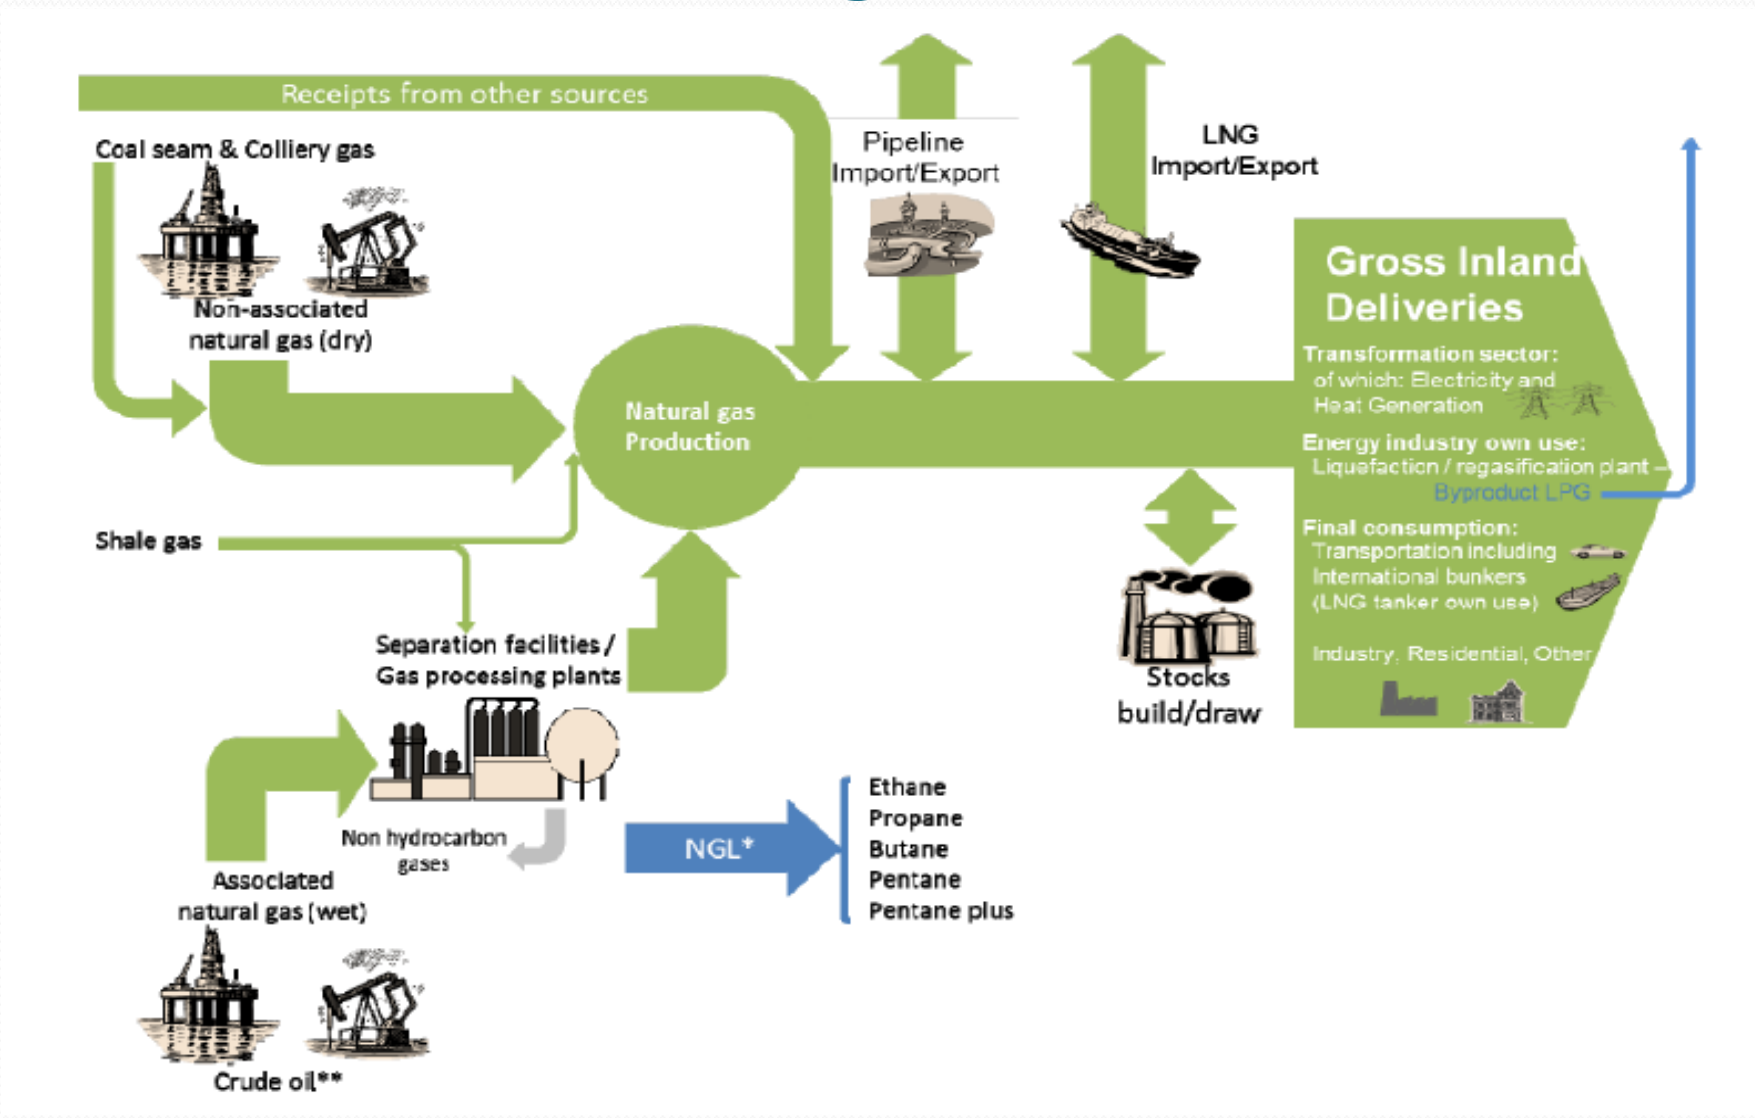 Receipts from other sources
Coal seam & Colliery gas
Non-associated
natural gas (dry)
Pipeline
Import/Export
LNG
Import/Export
Natural gas
Production
Shale gas
Separation facilities /
Gas processing plants
Non hydrocarbon
gases
Associated
natural gas (wet)
Crude oil**
NGL*
Ethane
Propane
Butane
Pentane
Pentane plus
Stocks
build/draw
Gross Inland
Deliveries
Transformation sector:
of which: Electricity and
Heat Generation
Energy industry own use:
Liquefaction / regasification plant –
Byproduct LPG
Final consumption:
Transportation including
International bunkers
(LNG tanker own use)
Industry, Residential, Other